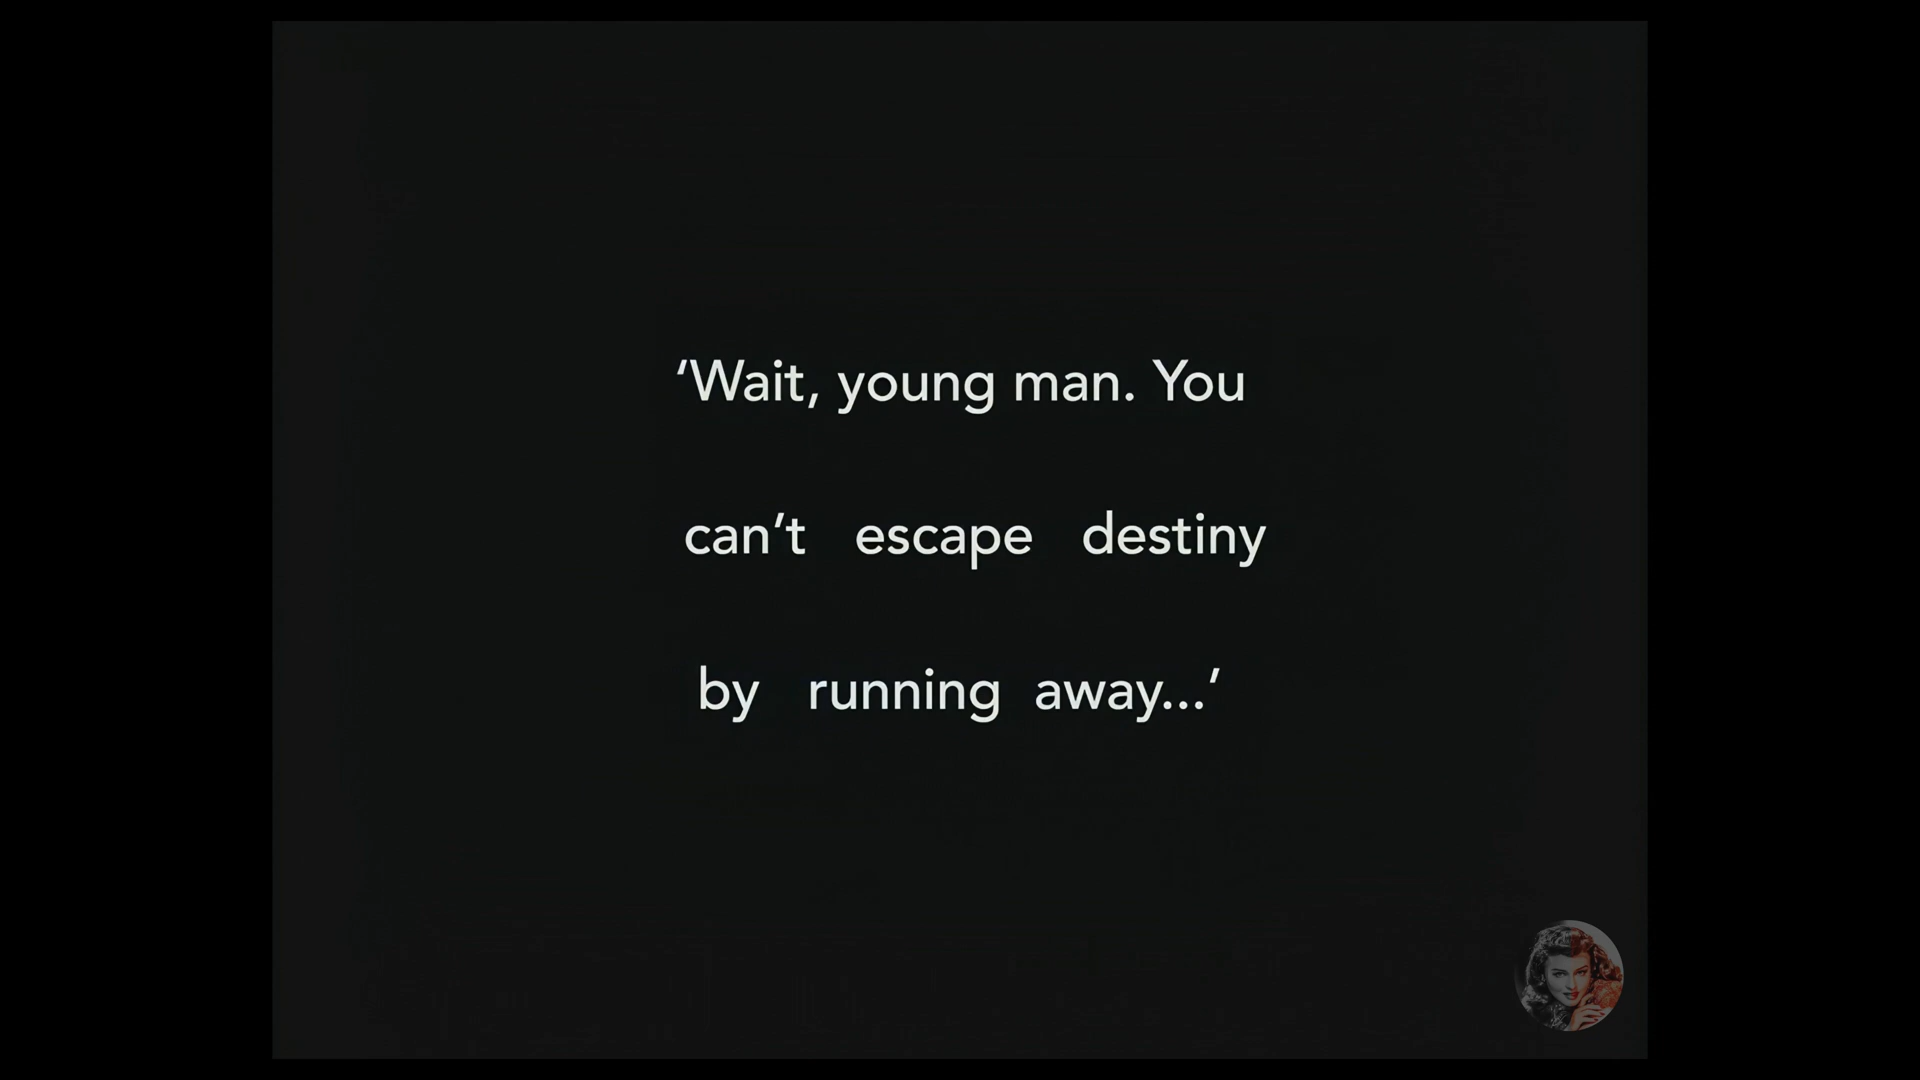 ‘Wait, young man. You
can’t escape destiny
by running away...’